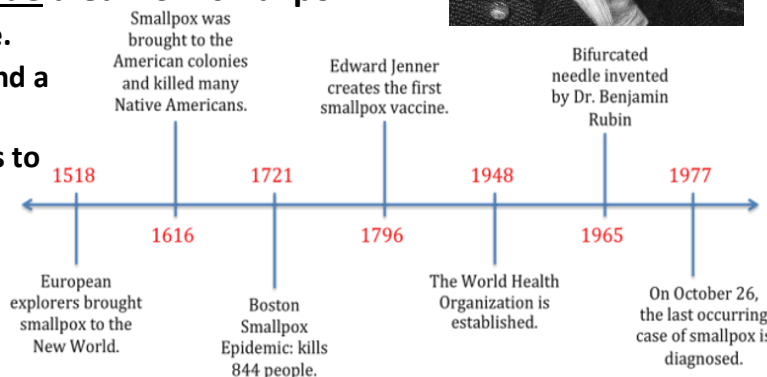 Smallpox was
brought to the
American colonies
and killed many
Native Americans.
e.
nd a
s to
Edward Jenner
creates the first
smallpox vaccine.
Bifurcated
needle invented
by Dr. Benjamin
Rubin
1518
1721
1948
1977
1616
1796
1965
European
explorers brought
smallpox to the
New World.
Boston
Smallpox
Epidemic: kills
844 people.
The World Health
Organization is
established.
On October 26,
the last occurring
case of smallpox is
diagnosed.